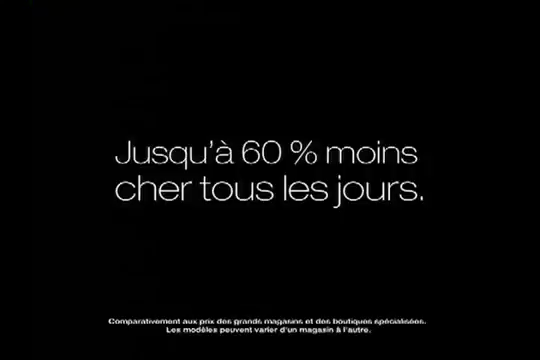 Jusqu'à 60 % moins
cher tous les jours.
Comparativement aux prix des grands magasins et des boutiques spécialisées.
Les modèles peuvent varier d'un magasin à l'autre.